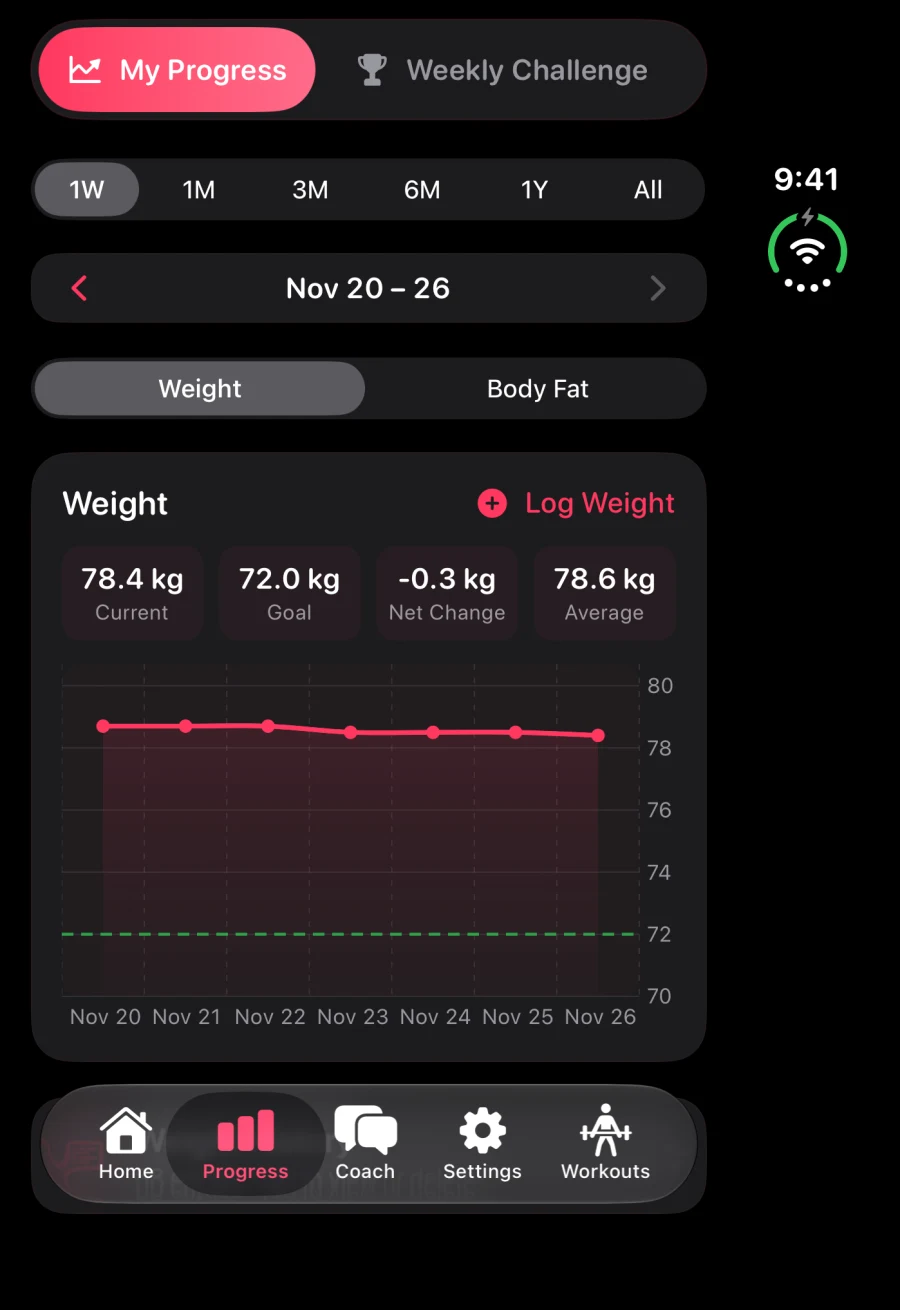 My Progress
Weekly Challenge
1W 1M 3M 6M 1Y All
9:41
Nov 20 – 26
Weight Body Fat
Weight
Log Weight
78.4 kg 72.0 kg -0.3 kg 78.6 kg
Current Goal Net Change Average
80
78
76
74
72
70
Nov 20 Nov 21 Nov 22 Nov 23 Nov 24 Nov 25 Nov 26
Home Progress Coach Settings Workouts